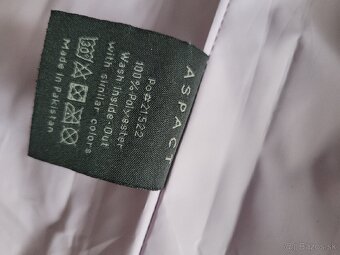 ASPACT
po#21522
100% Polyester
Wash Inside-Out
with similar colors
Made in Pakistan